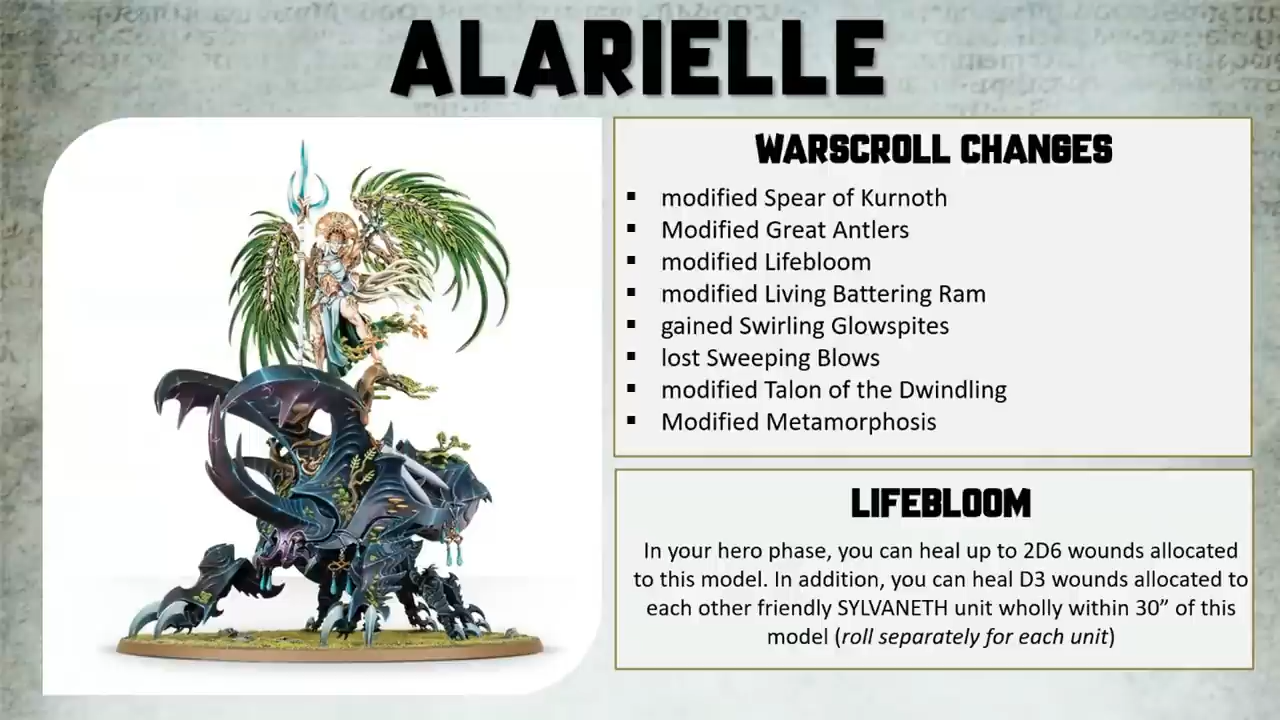 ALARIELLE
WARSCROLL CHANGES
▪ modified Spear of Kurnoth
▪ Modified Great Antlers
▪ modified Lifebloom
▪ modified Living Battering Ram
▪ gained Swirling Glowspites
▪ lost Sweeping Blows
▪ modified Talon of the Dwindling
▪ Modified Metamorphosis
LIFEBLOOM
In your hero phase, you can heal up to 2D6 wounds allocated
to this model. In addition, you can heal D3 wounds allocated to
each other friendly SYLVANETH unit wholly within 30” of this
model (roll separately for each unit)